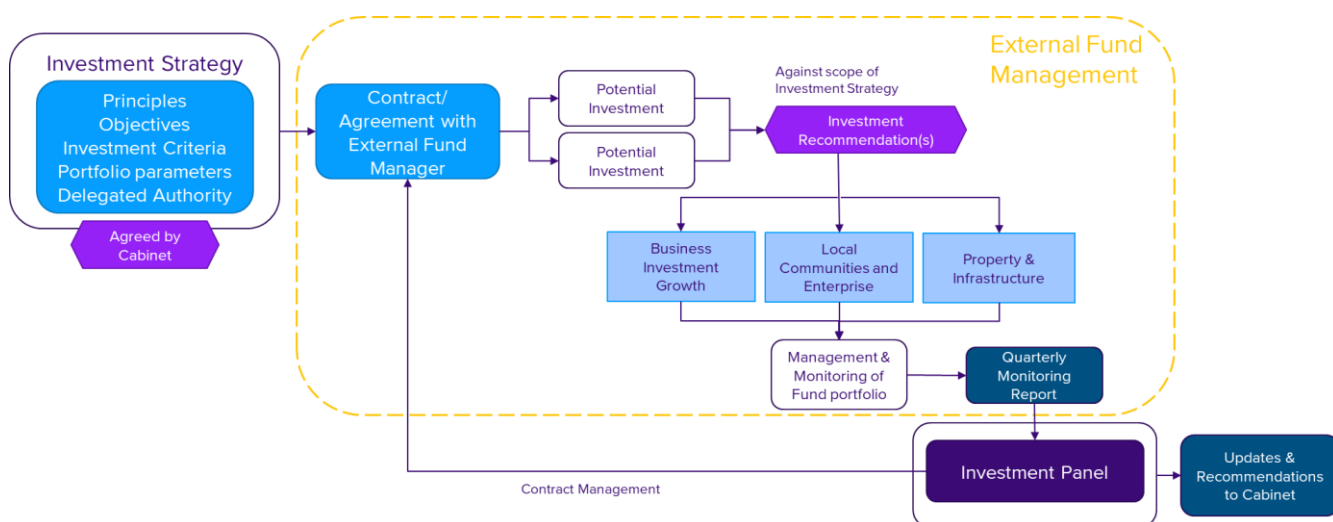 External Fund
Management
Investment Strategy
Principles
Objectives
Investment Criteria
Portfolio parameters
Delegated Authority
Agreed by
Cabinet
Contract/
Agreement with
External Fund
Manager
Potential
Investment
Potential
Investment
Against scope of
Investment Strategy
Investment
Recommendation(s)
Business
Investment
Growth
Local
Communities and
Enterprise
Property &
Infrastructure
Management &
Monitoring of
Fund portfolio
Quarterly
Monitoring
Report
Investment Panel
Contract Management
Updates &
Recommendations
to Cabinet